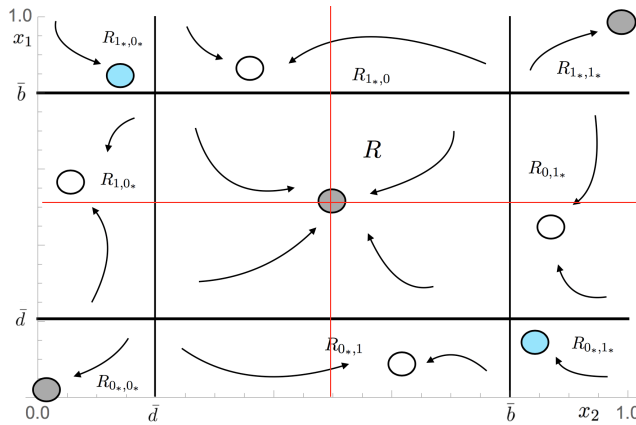 1.0
x₁
R₁₊,₀₊
R₁₊,₀
R₁₊,₁₊
b̄
R
R₁,₀₊
R₀,₁₊
d̄
R₀₊,₁
R₀₊,₁₊
R₀₊,₀₊
0.0
d̄
b̄
x₂
1.0